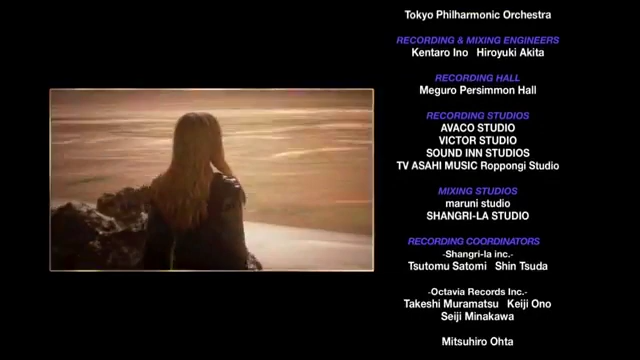 Tokyo Philharmonic Orchestra
RECORDING & MIXING ENGINEERS
Kentaro Ino Hiroyuki Akita
RECORDING HALL
Meguro Persimmon Hall
RECORDING STUDIOS
AVACO STUDIO
VICTOR STUDIO
SOUND INN STUDIOS
TV ASAHI MUSIC Roppongi Studio
MIXING STUDIOS
maruni studio
SHANGRI-LA STUDIO
RECORDING COORDINATORS
-Shangri-la inc.-
Tsutomu Satomi Shin Tsuda
-Octavia Records Inc.-
Takeshi Muramatsu Keiji Ono
Seiji Minakawa
Mitsuhiro Ohta